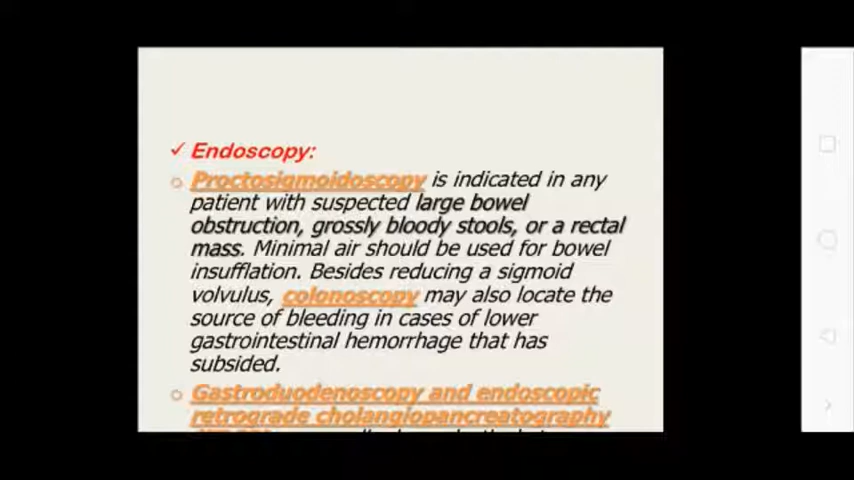 ✓ Endoscopy:
o Proctosigmoidoscopy is indicated in any
patient with suspected large bowel
obstruction, grossly bloody stools, or a rectal
mass. Minimal air should be used for bowel
insufflation. Besides reducing a sigmoid
volvulus, colonoscopy may also locate the
source of bleeding in cases of lower
gastrointestinal hemorrhage that has
subsided.
o Gastroduodenoscopy and endoscopic
retrograde cholangiopancreatography